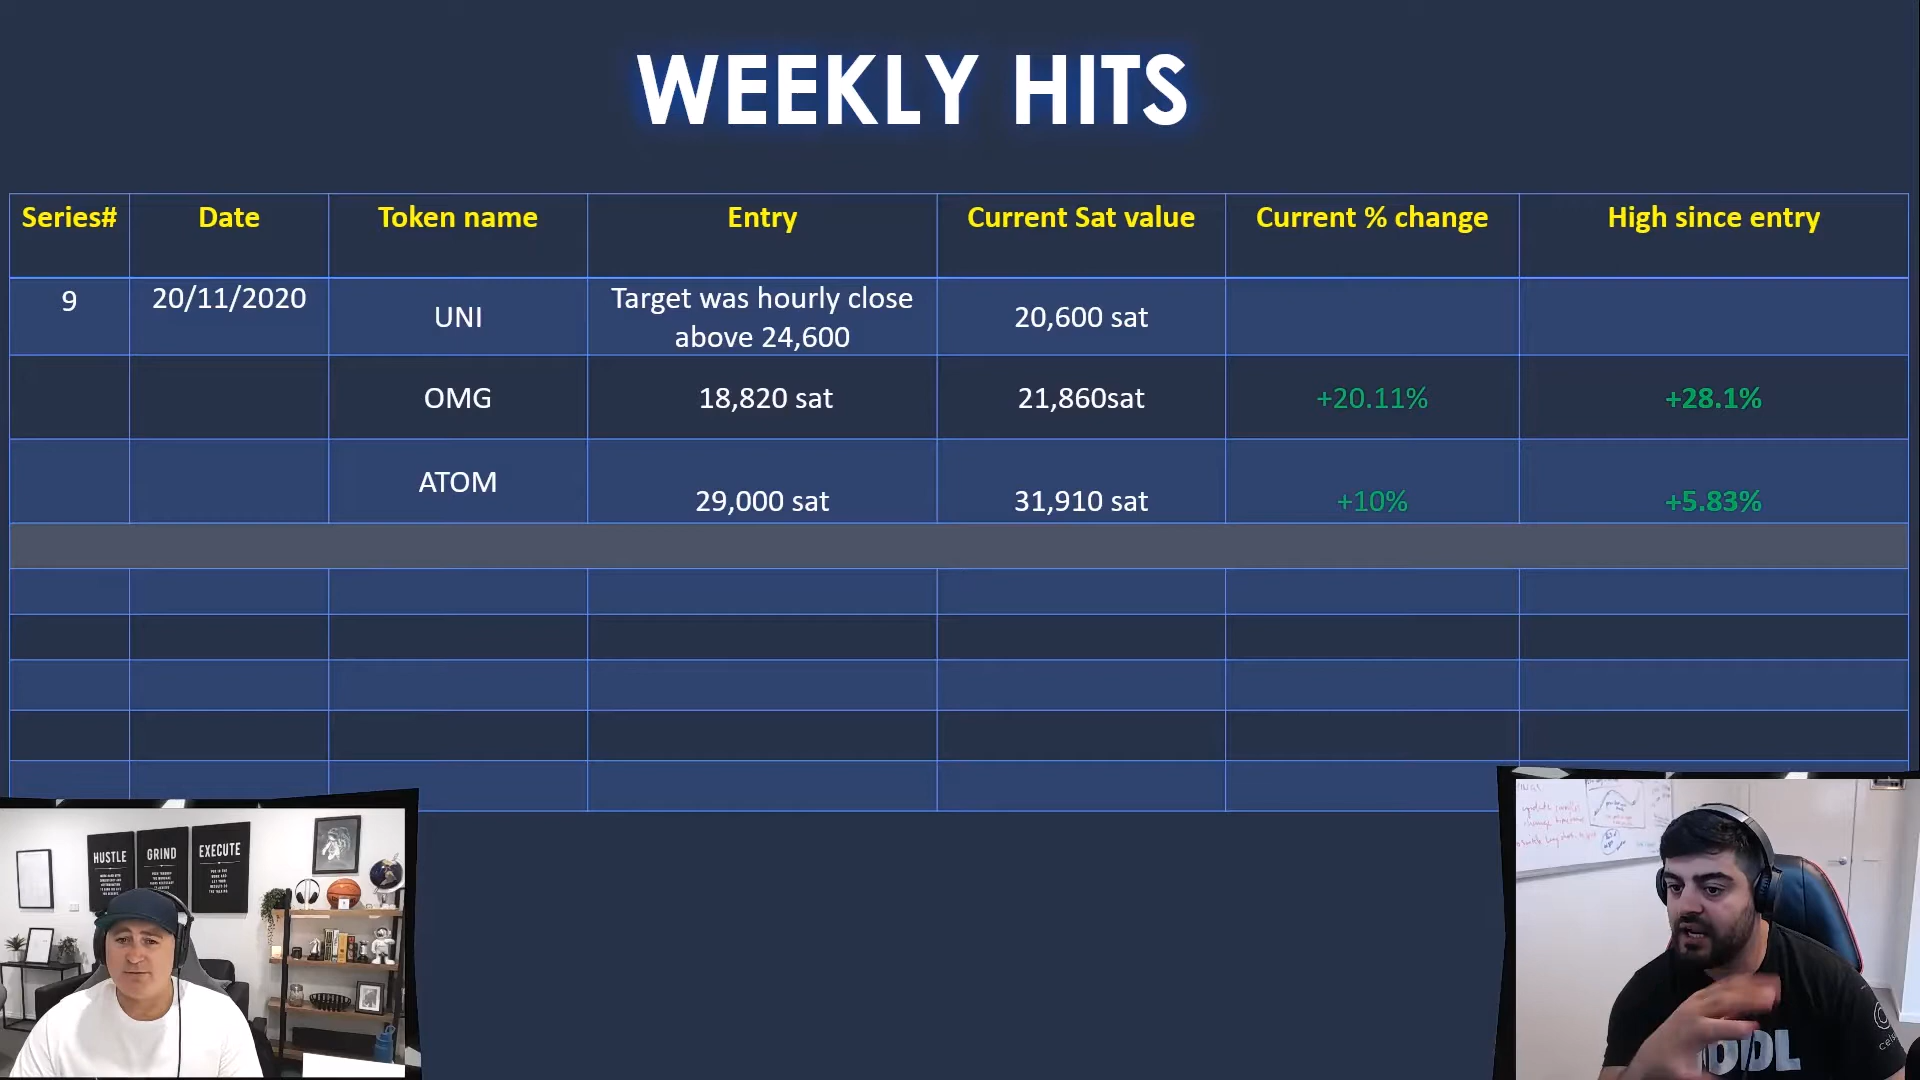 WEEKLY HITS
Series# Date Token name Entry Current Sat value Current % change High since entry
9 20/11/2020 UNI Target was hourly close above 24,600 20,600 sat
OMG 18,820 sat 21,860sat +20.11% +28.1%
ATOM 29,000 sat 31,910 sat +10% +5.83%
HUSTLE
GRIND
EXECUTE